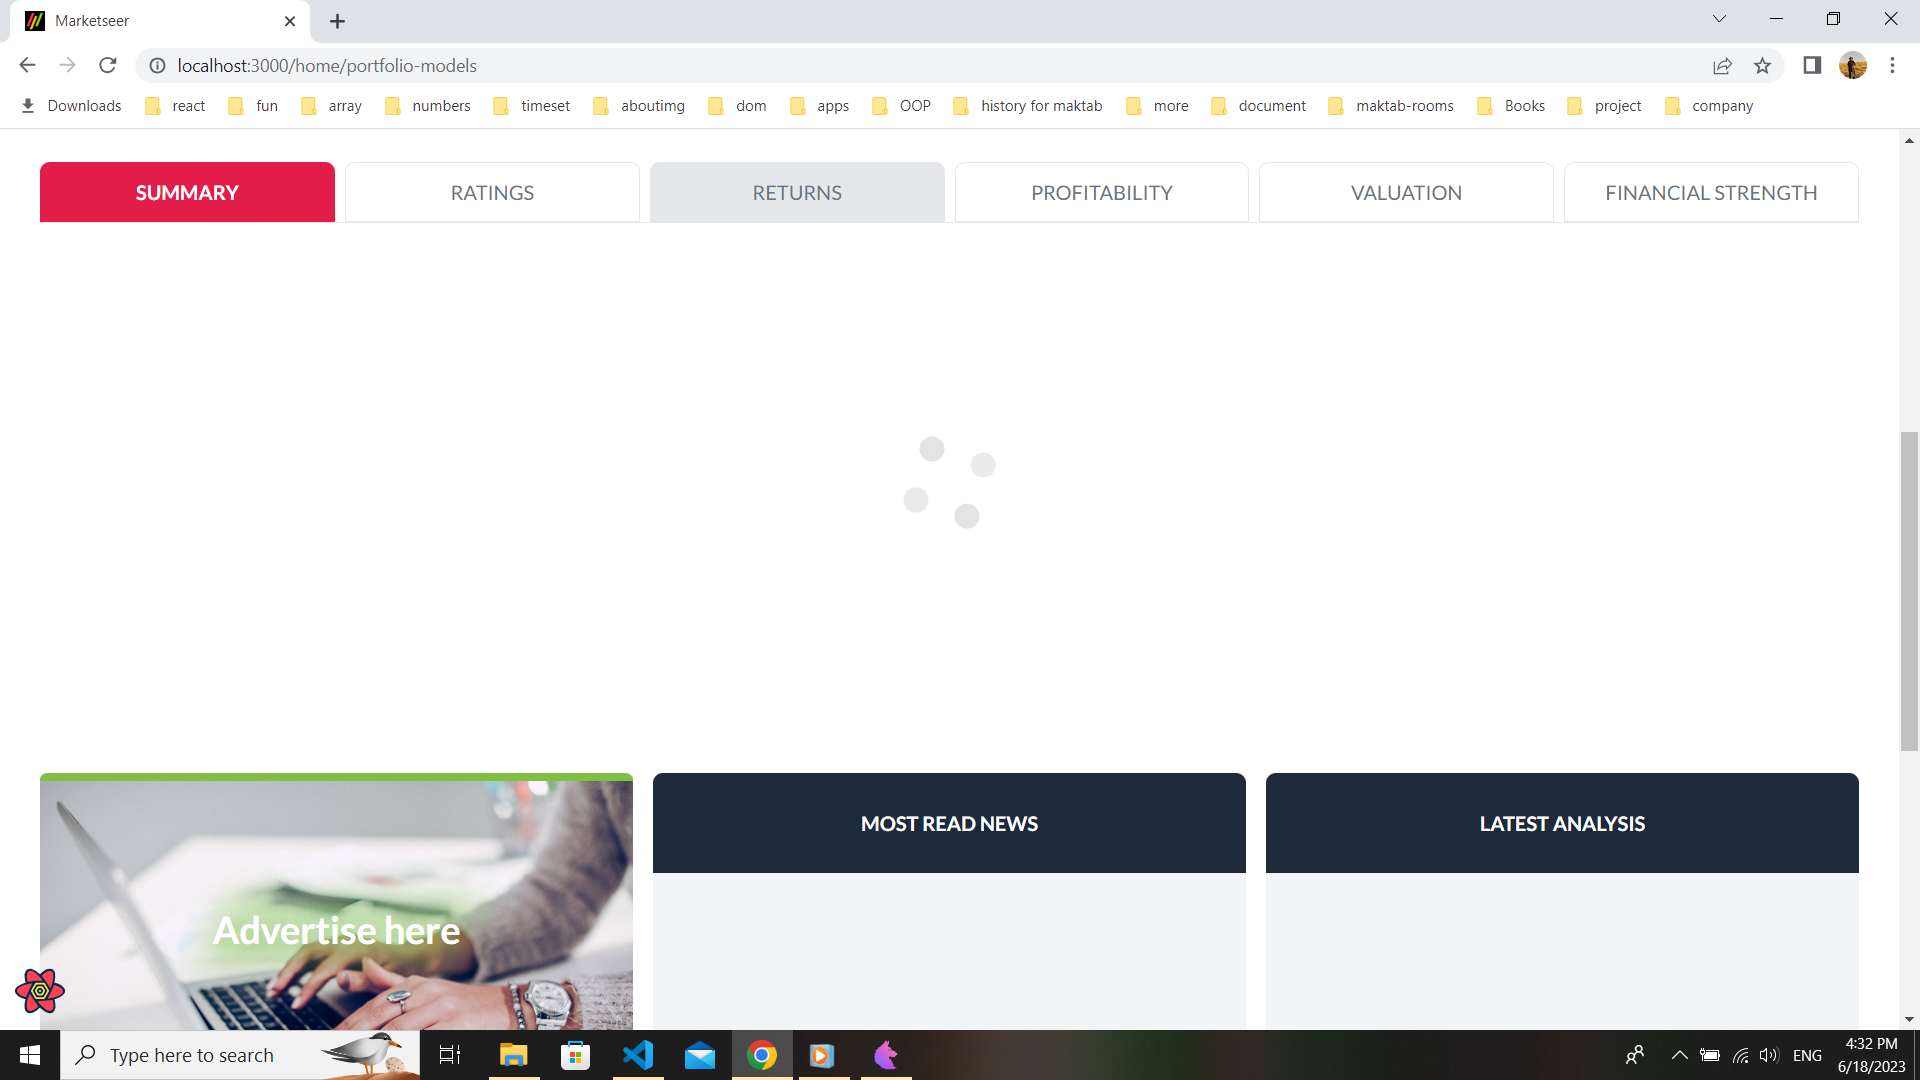 Marketseer
localhost:3000/home/portfolio-models
Downloads react fun array numbers timeset aboutimg dom apps OOP history for maktab more document maktab-rooms Books project company
SUMMARY RATINGS RETURNS PROFITABILITY VALUATION FINANCIAL STRENGTH
Advertise here
MOST READ NEWS
LATEST ANALYSIS
Type here to search
ENG
4:32 PM
6/18/2023